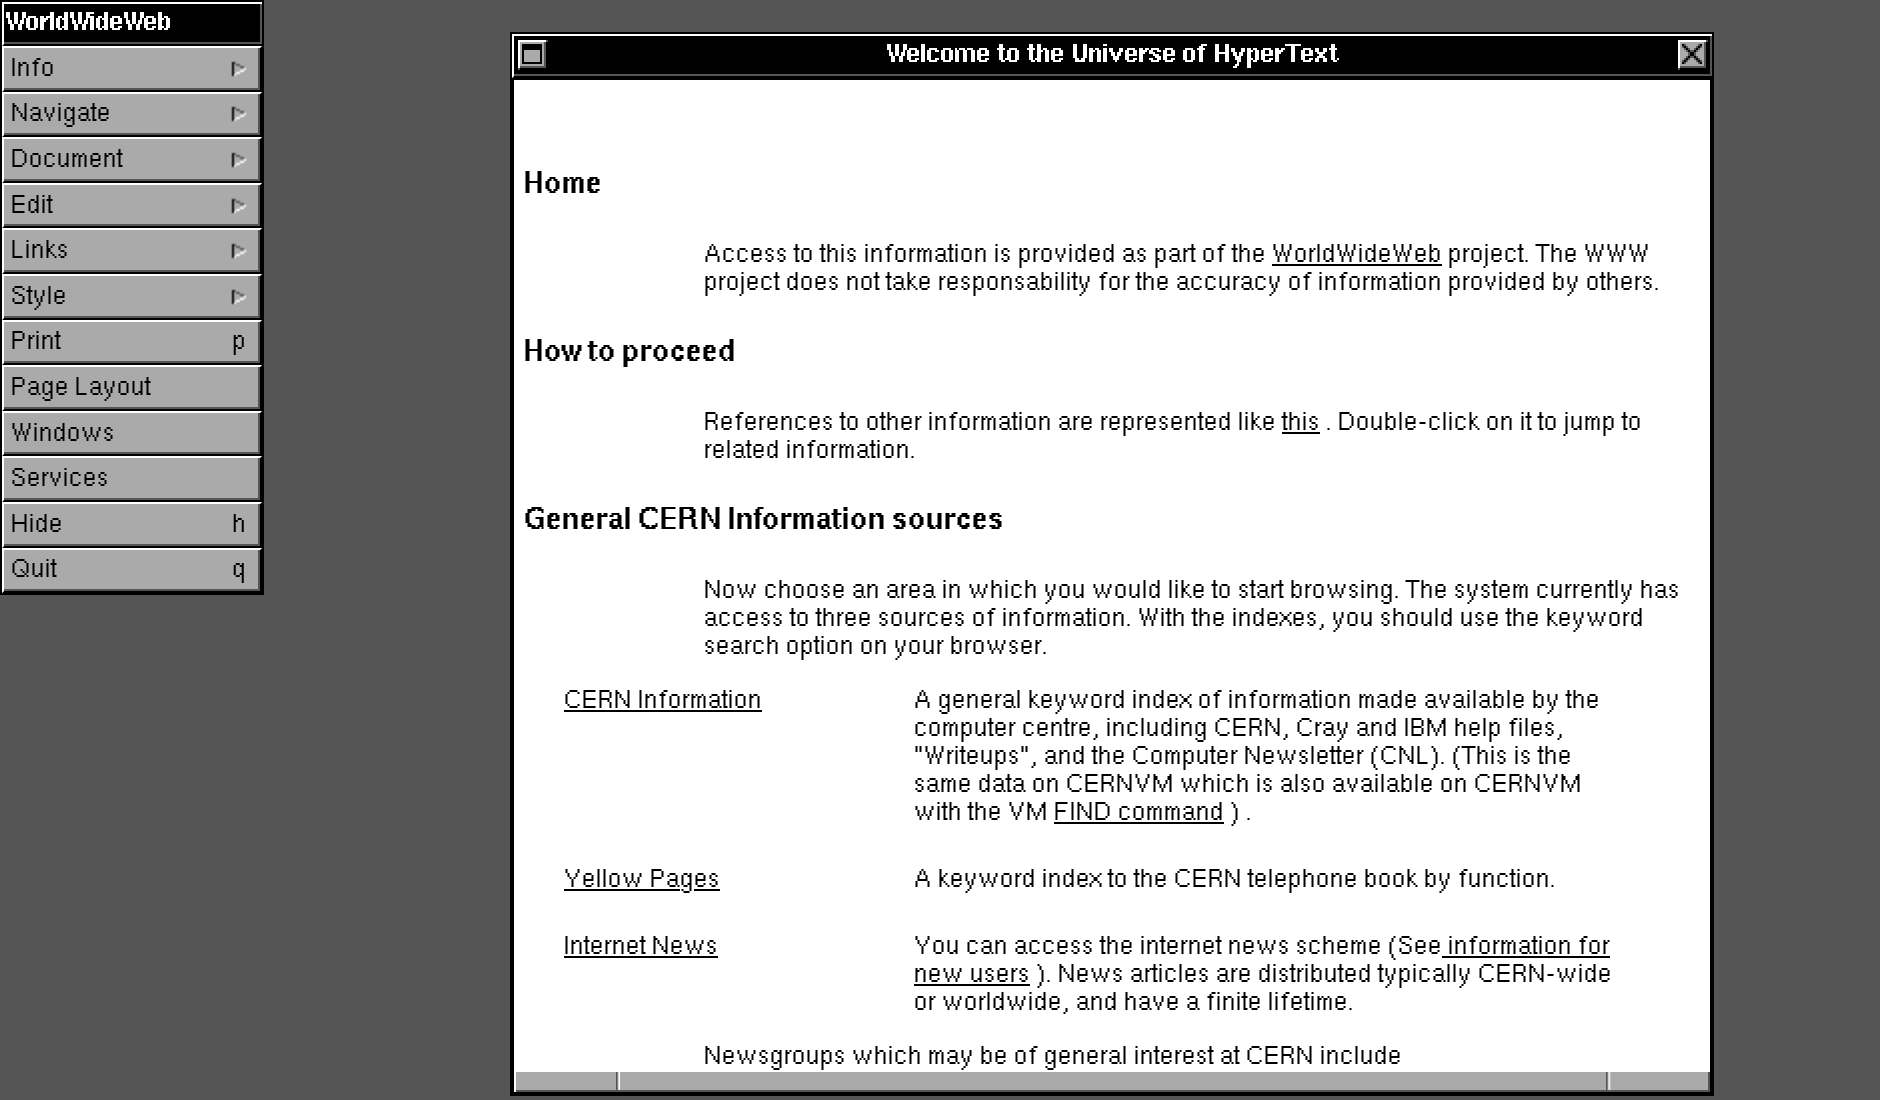 WorldWideWeb
Info
Navigate
Document
Edit
Links
Style
Print p
Page Layout
Windows
Services
Hide h
Quit q
Welcome to the Universe of HyperText
Home
Access to this information is provided as part of the WorldWideWeb project. The WWW
project does not take responsability for the accuracy of information provided by others.
How to proceed
References to other information are represented like this . Double-click on it to jump to
related information.
General CERN Information sources
Now choose an area in which you would like to start browsing. The system currently has
access to three sources of information. With the indexes, you should use the keyword
search option on your browser.
CERN Information A general keyword index of information made available by the
computer centre, including CERN, Cray and IBM help files,
"Writeups", and the Computer Newsletter (CNL). (This is the
same data on CERNVM which is also available on CERNVM
with the VM FIND command ) .
Yellow Pages A keyword index to the CERN telephone book by function.
Internet News You can access the internet news scheme (See information for
new users ). News articles are distributed typically CERN-wide
or worldwide, and have a finite lifetime.
Newsgroups which may be of general interest at CERN include